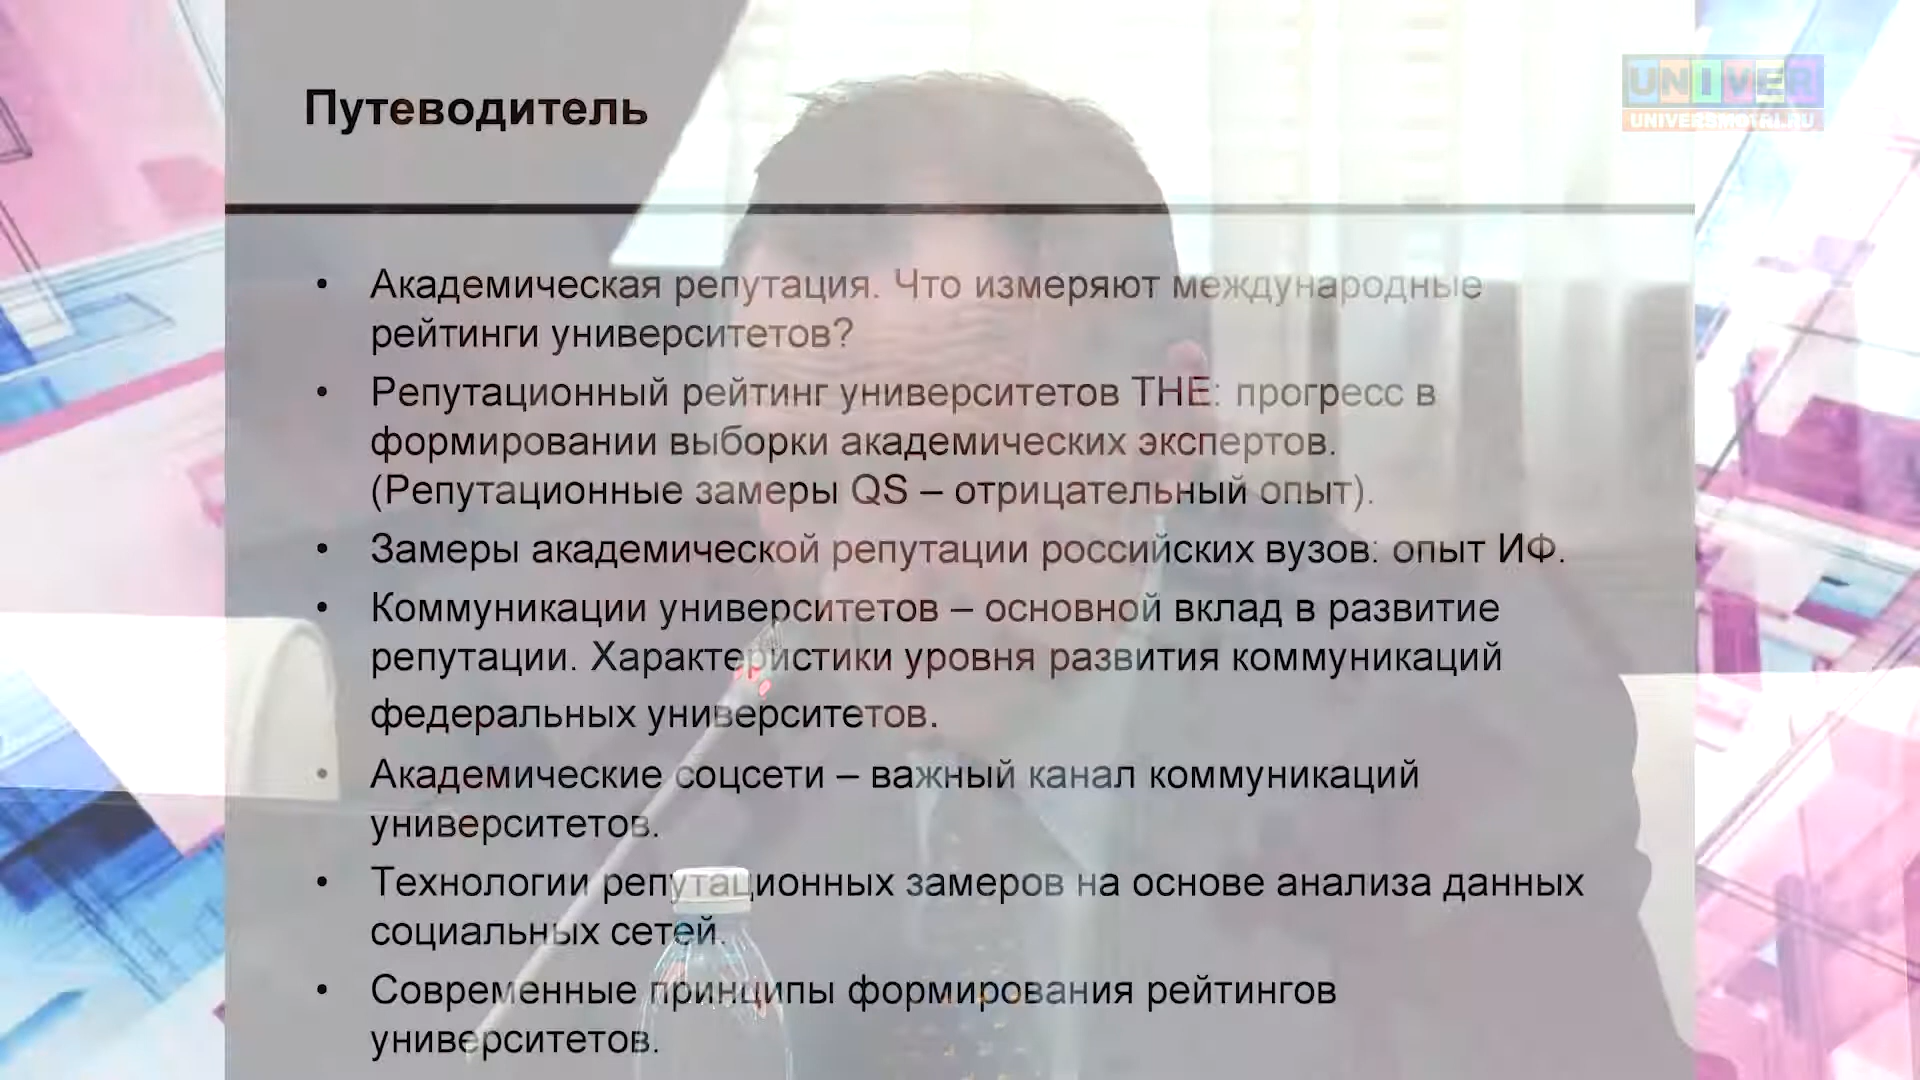 Путеводитель
UNIVER
UNIVERSMOTRI.RU
• Академическая репутация. Что измеряют международные
рейтинги университетов?
• Репутационный рейтинг университетов THE: прогресс в
формировании выборки академических экспертов.
(Репутационные замеры QS – отрицательный опыт).
• Замеры академической репутации российских вузов: опыт ИФ.
• Коммуникации университетов – основной вклад в развитие
репутации. Характеристики уровня развития коммуникаций
федеральных университетов.
• Академические соцсети – важный канал коммуникаций
университетов.
• Технологии репутационных замеров на основе анализа данных
социальных сетей.
• Современные принципы формирования рейтингов
университетов.